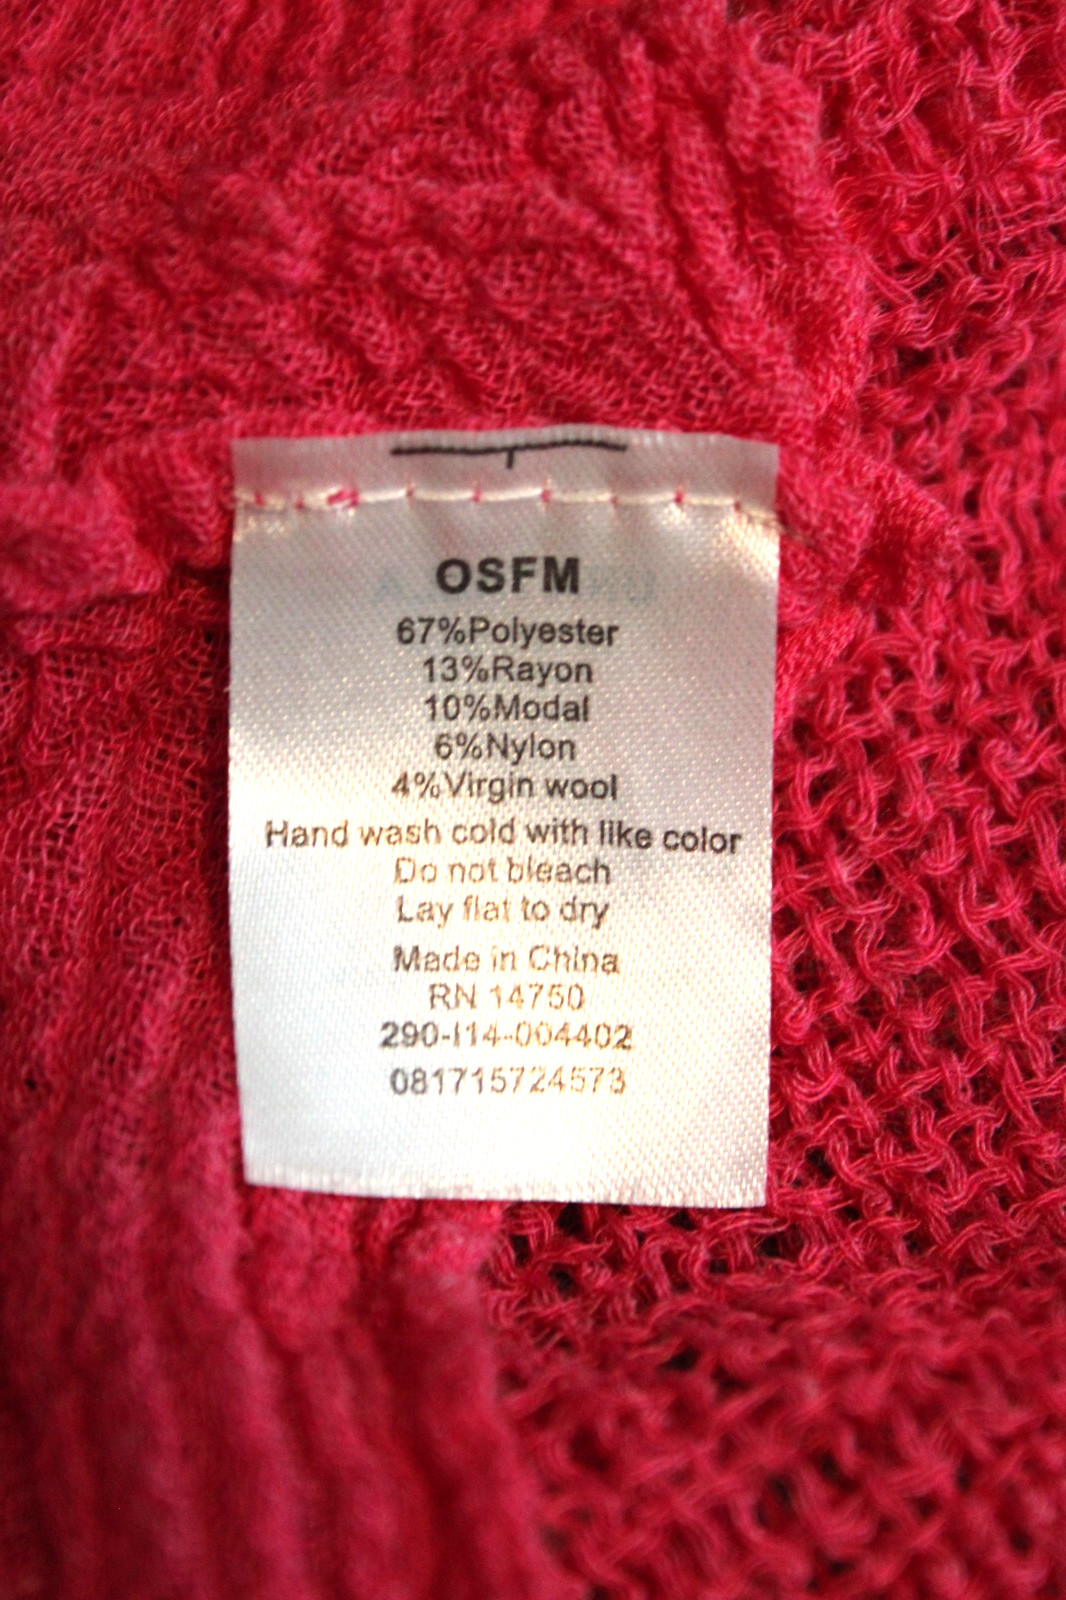 OSFM
67%Polyester
13%Rayon
10%Modal
6%Nylon
4%Virgin wool
Hand wash cold with like color
Do not bleach
Lay flat to dry
Made in China
RN 14750
290-I14-004402
081715724573